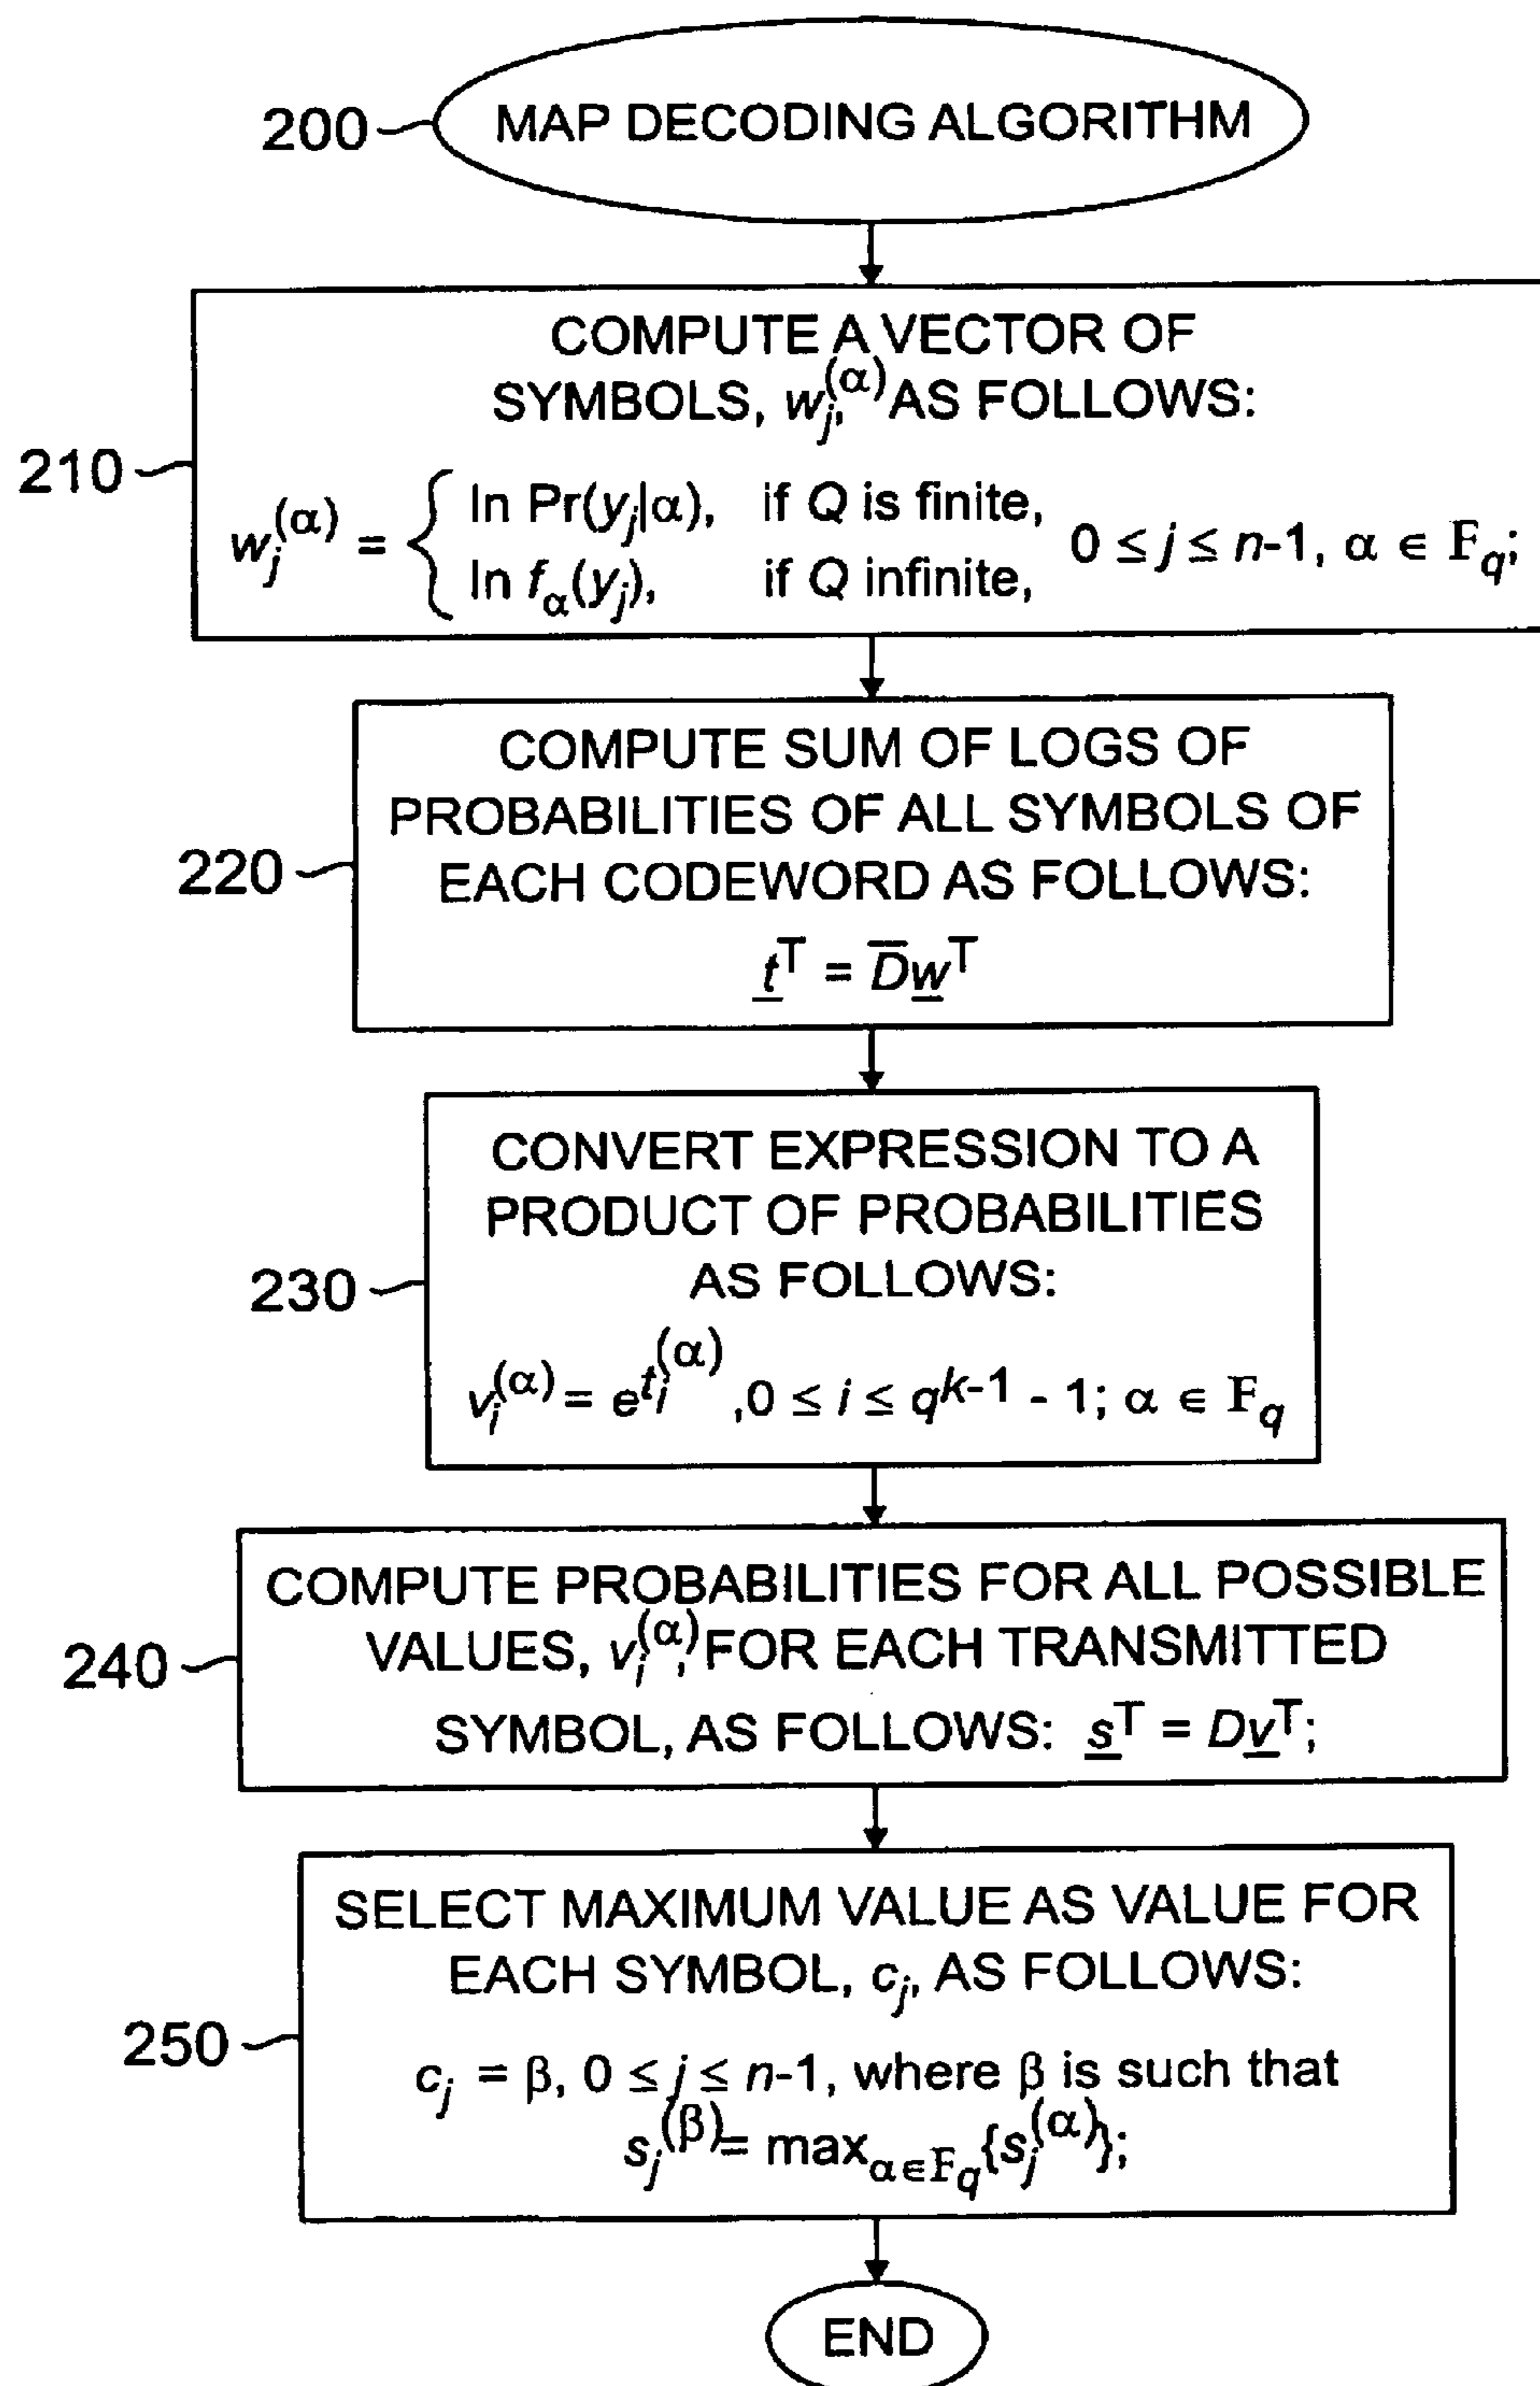 200
MAP DECODING ALGORITHM
210
COMPUTE A VECTOR OF
SYMBOLS, w_j^(α), AS FOLLOWS:
w_j^(α) = { ln Pr(y_j|α), if Q is finite,
ln f_α(y_j), if Q infinite,
0 ≤ j ≤ n-1, α ∈ F_q;
220
COMPUTE SUM OF LOGS OF
PROBABILITIES OF ALL SYMBOLS OF
EACH CODEWORD AS FOLLOWS:
t̲^T = D̅w̲^T
230
CONVERT EXPRESSION TO A
PRODUCT OF PROBABILITIES
AS FOLLOWS:
v_i^(α) = e^(t_i^(α)), 0 ≤ i ≤ q^(k-1) - 1; α ∈ F_q
240
COMPUTE PROBABILITIES FOR ALL POSSIBLE
VALUES, v_i^(α), FOR EACH TRANSMITTED
SYMBOL, AS FOLLOWS: s̲^T = Dv̲^T;
250
SELECT MAXIMUM VALUE AS VALUE FOR
EACH SYMBOL, c_j, AS FOLLOWS:
c_j = β, 0 ≤ j ≤ n-1, where β is such that
s_j^(β) = max_(α∈F_q){s_j^(α)};
END